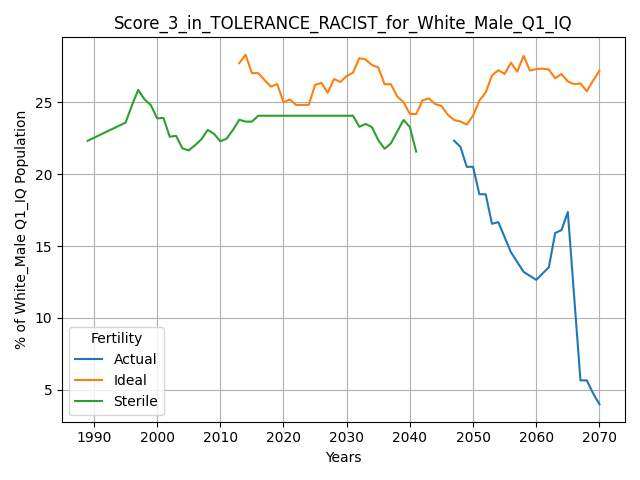 Score_3_in_TOLERANCE_RACIST_for_White_Male_Q1_IQ
% of White_Male Q1_IQ Population
25
20
15
10
5
Fertility
Actual
Ideal
Sterile
1990 2000 2010 2020 2030 2040 2050 2060 2070
Years